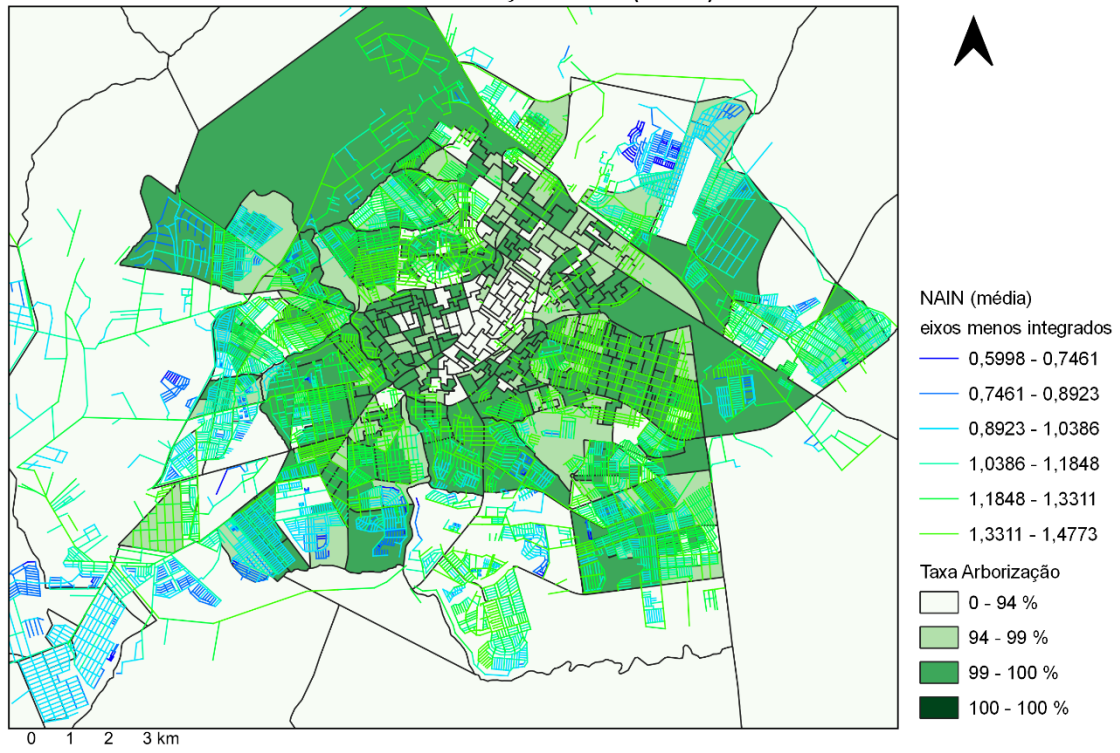 NAIN (média)
eixos menos integrados
0,5998 - 0,7461
0,7461 - 0,8923
0,8923 - 1,0386
1,0386 - 1,1848
1,1848 - 1,3311
1,3311 - 1,4773
Taxa Arborização
0 - 94 %
94 - 99 %
99 - 100 %
100 - 100 %
0 1 2 3 km